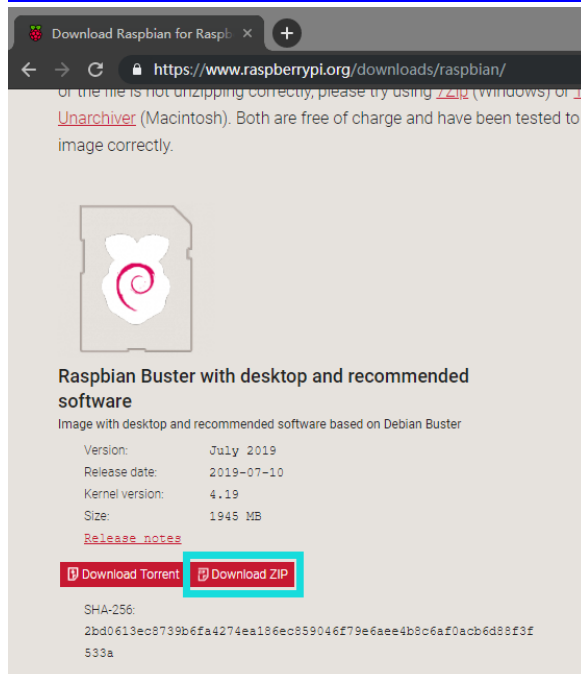 Download Raspbian for Raspb
https://www.raspberrypi.org/downloads/raspbian/
or the file is not unzipping correctly, please try using 7Zip (Windows) or
Unarchiver (Macintosh). Both are free of charge and have been tested to
image correctly.
Raspbian Buster with desktop and recommended
software
Image with desktop and recommended software based on Debian Buster
Version: July 2019
Release date: 2019-07-10
Kernel version: 4.19
Size: 1945 MB
Release notes
Download Torrent Download ZIP
SHA-256:
2bd0613ec8739b6fa4274ea186ec859046f79e6aee4b8c6af0acb6d88f3f
533a